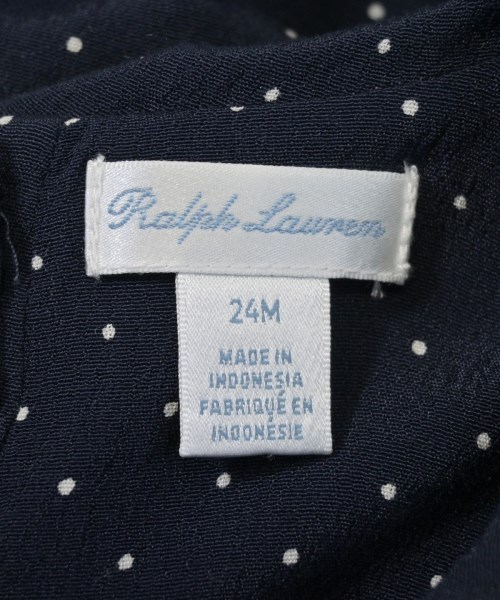 Ralph Lauren
24M
MADE IN
INDONESIA
FABRIQUÉ EN
INDONÉSIE